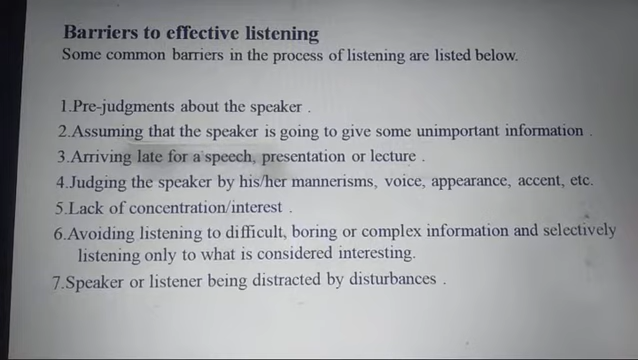 Barriers to effective listening
Some common barriers in the process of listening are listed below.
1.Pre-judgments about the speaker .
2.Assuming that the speaker is going to give some unimportant information .
3.Arriving late for a speech, presentation or lecture .
4.Judging the speaker by his/her mannerisms, voice, appearance, accent, etc.
5.Lack of concentration/interest .
6.Avoiding listening to difficult, boring or complex information and selectively
listening only to what is considered interesting.
7.Speaker or listener being distracted by disturbances .